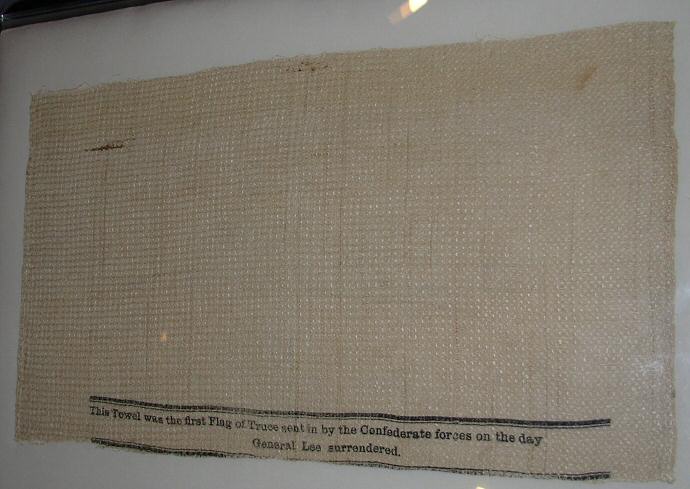 This Towel was the first Flag of Truce sent in by the Confederate forces on the day
General Lee surrendered.